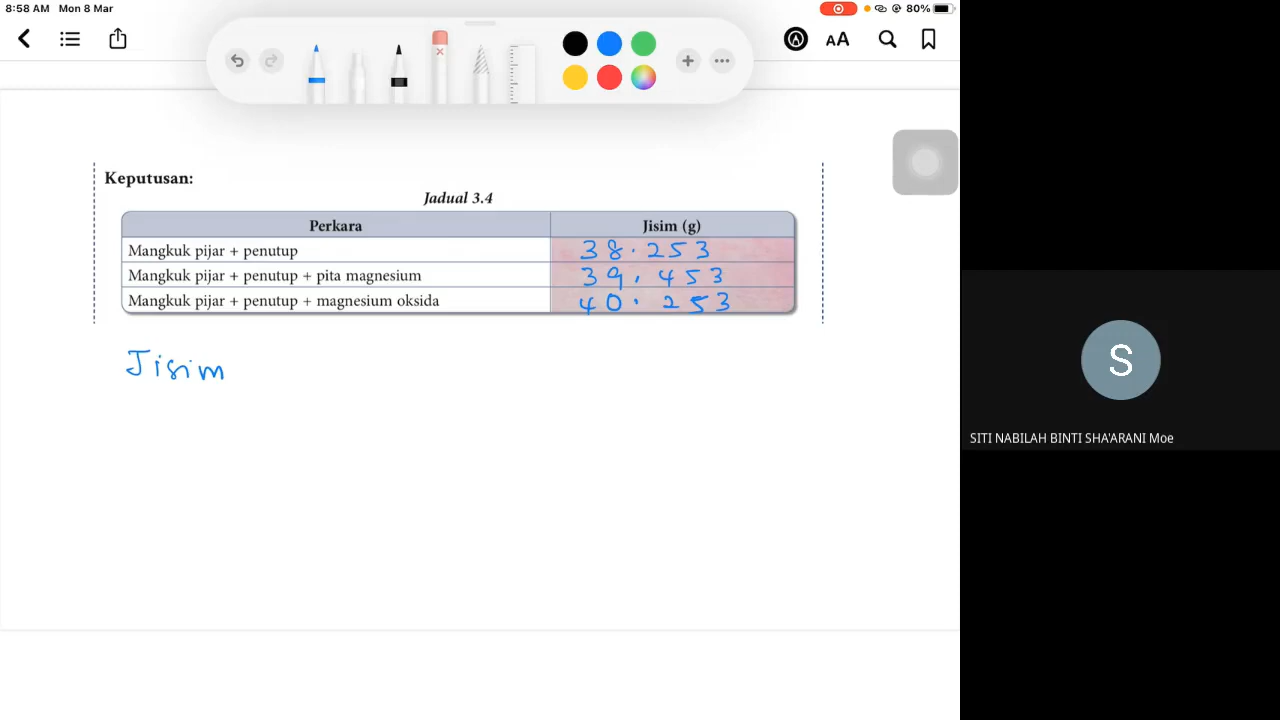 8:58 AM Mon 8 Mar
80%
AA
Keputusan:
Jadual 3.4
Perkara Jisim (g)
Mangkuk pijar + penutup 38.253
Mangkuk pijar + penutup + pita magnesium 39.453
Mangkuk pijar + penutup + magnesium oksida 40.253
Jisim
S
SITI NABILAH BINTI SHA'ARANI Moe